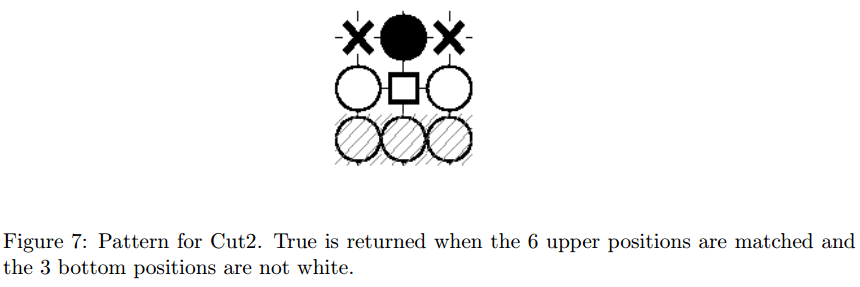 Figure 7: Pattern for Cut2. True is returned when the 6 upper positions are matched and
the 3 bottom positions are not white.